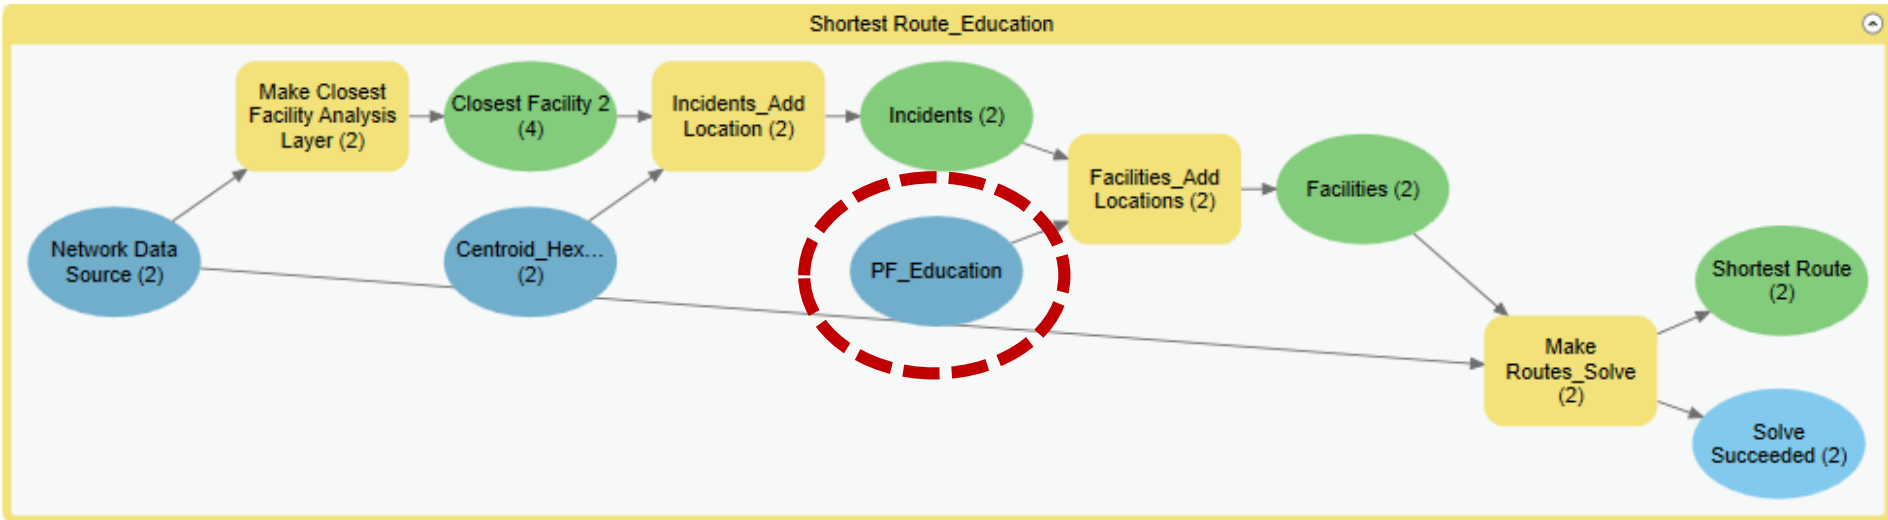 Shortest Route_Education
Make Closest
Facility Analysis
Layer (2)
Closest Facility 2
(4)
Incidents_Add
Location (2)
Incidents (2)
Facilities_Add
Locations (2)
Facilities (2)
Network Data
Source (2)
Centroid_Hex...
(2)
PF_Education
Shortest Route
(2)
Make
Routes_Solve
(2)
Solve
Succeeded (2)